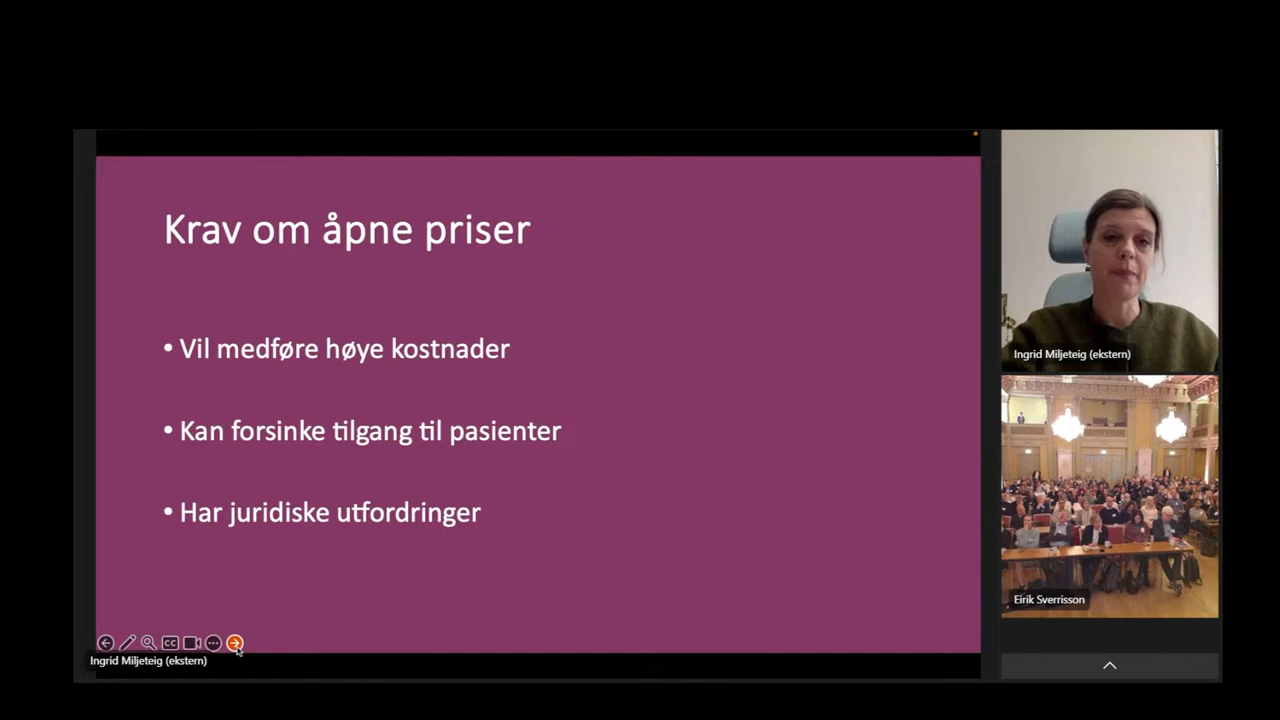 Krav om åpne priser
• Vil medføre høye kostnader
• Kan forsinke tilgang til pasienter
• Har juridiske utfordringer
CC
Ingrid Miljeteig (ekstern)
Ingrid Miljeteig (ekstern)
Eirik Sverrisson